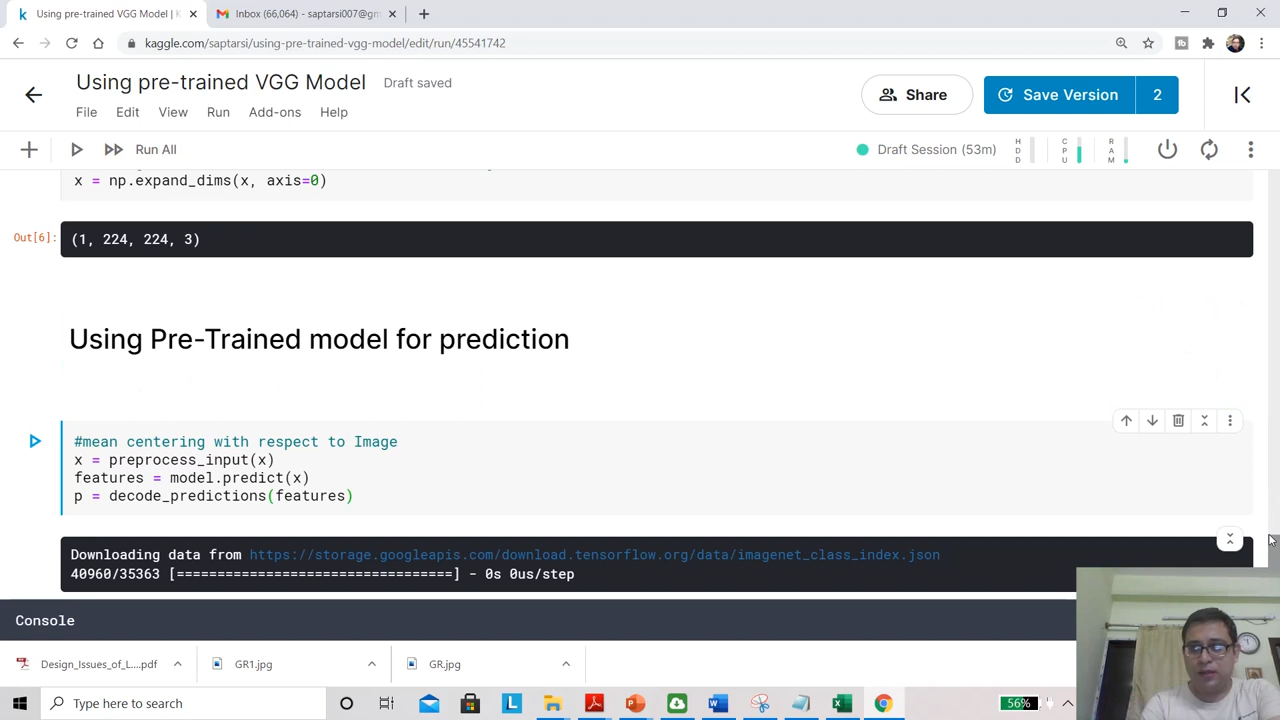 Using pre-trained VGG Model | K
Inbox (66,064) - saptarsi007@gm
kaggle.com/saptarsi/using-pre-trained-vgg-model/edit/run/45541742
Using pre-trained VGG Model
Draft saved
Share
Save Version
2
File
Edit
View
Run
Add-ons
Help
Run All
Draft Session (53m)
HDD
CPU
RAM
x = np.expand_dims(x, axis=0)
Out[6]:
(1, 224, 224, 3)
Using Pre-Trained model for prediction
#mean centering with respect to Image
x = preprocess_input(x)
features = model.predict(x)
p = decode_predictions(features)
Downloading data from https://storage.googleapis.com/download.tensorflow.org/data/imagenet_class_index.json
40960/35363 [==================================] - 0s 0us/step
Console
Design_Issues_of_L....pdf
GR1.jpg
GR.jpg
Type here to search
56%